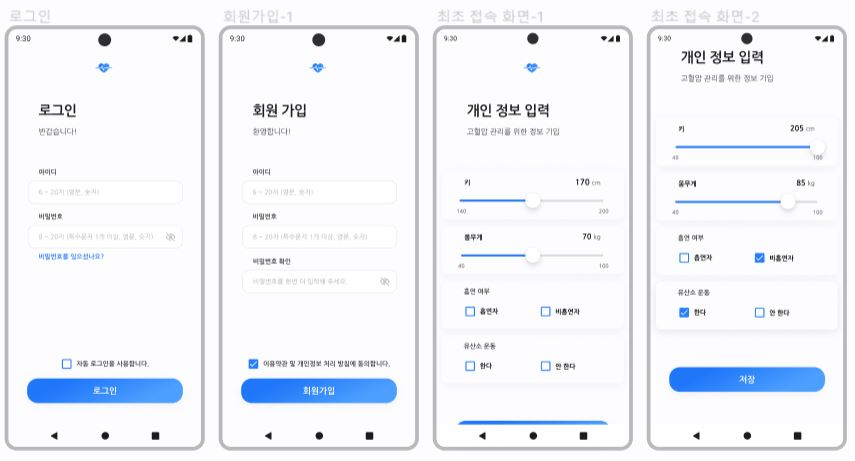 로그인
9:30
로그인
반갑습니다!
아이디
6 ~ 20자 (영문, 숫자)
비밀번호
8 ~ 20자 (특수문자 1개 이상, 영문, 숫자)
비밀번호를 잊으셨나요?
자동 로그인을 사용합니다.
로그인
회원가입-1
9:30
회원 가입
환영합니다!
아이디
6 ~ 20자 (영문, 숫자)
비밀번호
8 ~ 20자 (특수문자 1개 이상, 영문, 숫자)
비밀번호 확인
비밀번호를 한번 더 입력해 주세요.
이용약관 및 개인정보 처리 방침에 동의합니다.
회원가입
최초 접속 화면-1
9:30
개인 정보 입력
고혈압 관리를 위한 정보 기입
키 170 cm
140 200
몸무게 70 kg
40 100
흡연 여부
흡연자 비흡연자
유산소 운동
한다 안 한다
최초 접속 화면-2
9:30
개인 정보 입력
고혈압 관리를 위한 정보 기입
키 205 cm
40 100
몸무게 85 kg
40 100
흡연 여부
흡연자 비흡연자
유산소 운동
한다 안 한다
저장